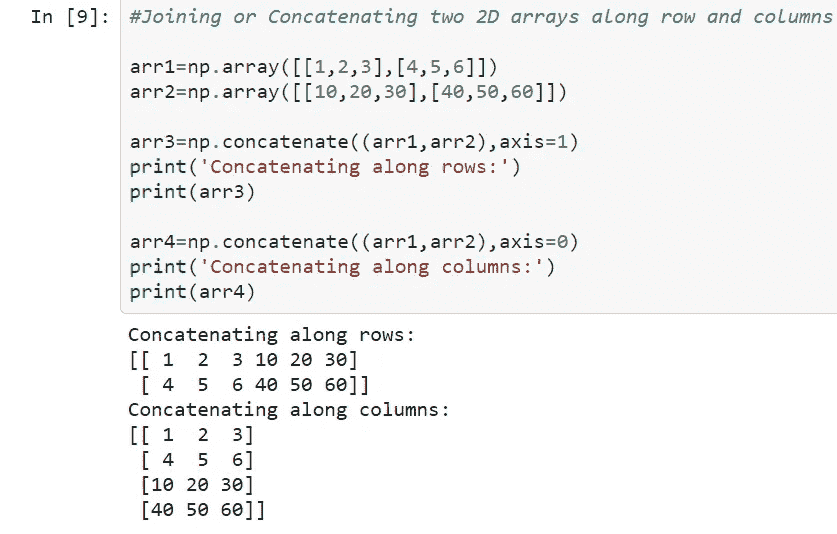 In [9]: #Joining or Concatenating two 2D arrays along row and columns
arr1=np.array([[1,2,3],[4,5,6]])
arr2=np.array([[10,20,30],[40,50,60]])
arr3=np.concatenate((arr1,arr2),axis=1)
print('Concatenating along rows:')
print(arr3)
arr4=np.concatenate((arr1,arr2),axis=0)
print('Concatenating along columns:')
print(arr4)
Concatenating along rows:
[[ 1  2  3 10 20 30]
 [ 4  5  6 40 50 60]]
Concatenating along columns:
[[ 1  2  3]
 [ 4  5  6]
 [10 20 30]
 [40 50 60]]